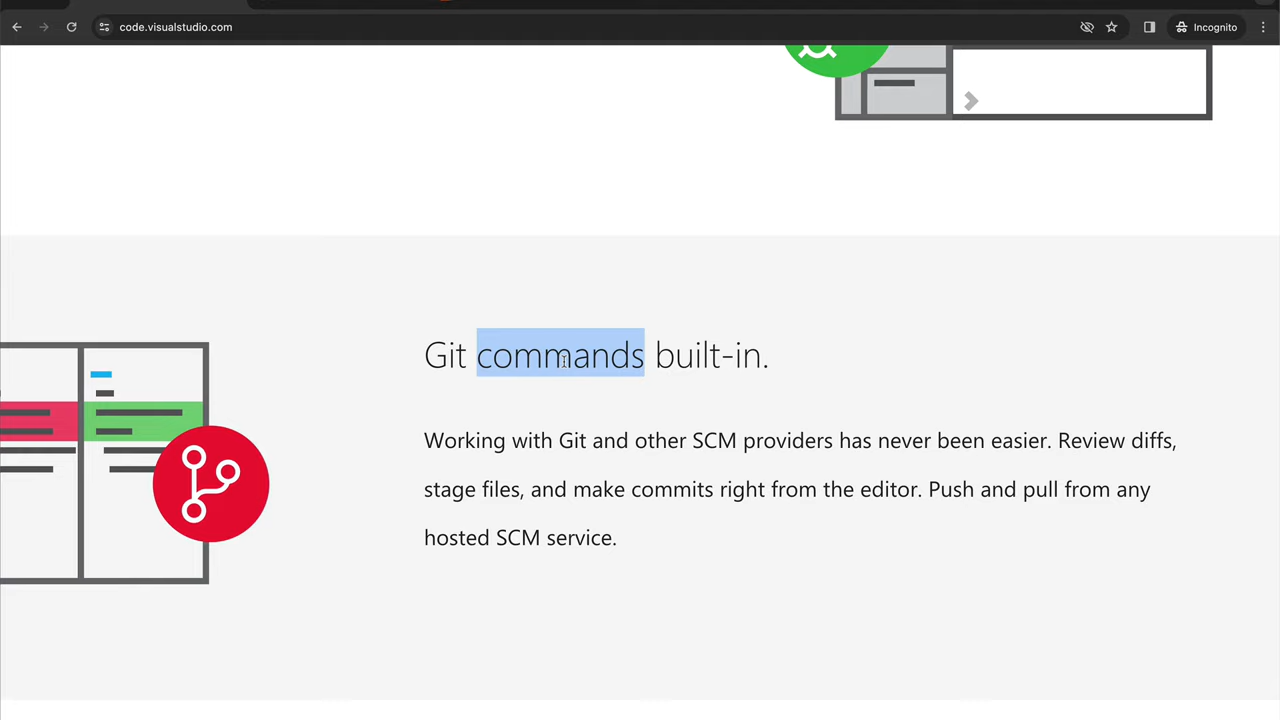 code.visualstudio.com
Incognito
Git commands built-in.
Working with Git and other SCM providers has never been easier. Review diffs,
stage files, and make commits right from the editor. Push and pull from any
hosted SCM service.